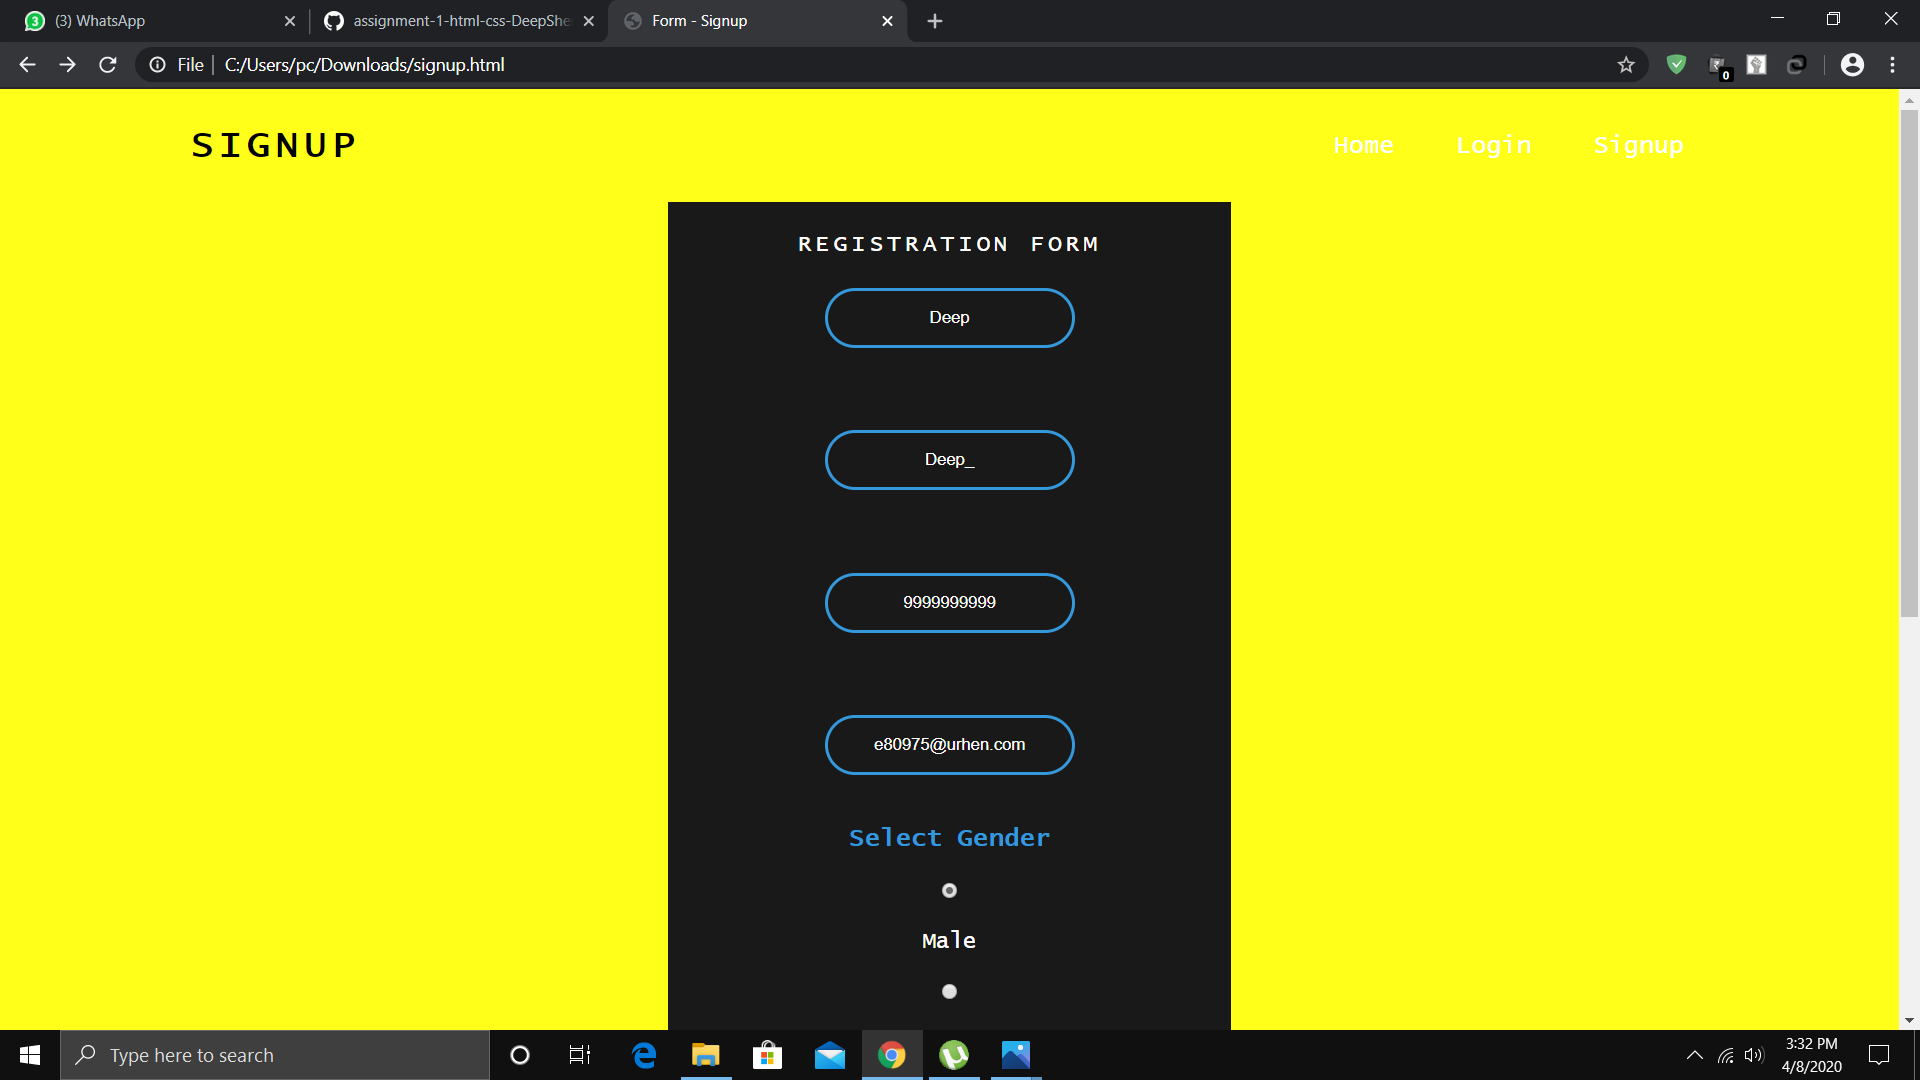 (3) WhatsApp
assignment-1-html-css-DeepShe
Form - Signup
File
C:/Users/pc/Downloads/signup.html
0
SIGNUP
Home
Login
Signup
REGISTRATION FORM
Deep
Deep_
9999999999
e80975@urhen.com
Select Gender
Male
Type here to search
3:32 PM
4/8/2020